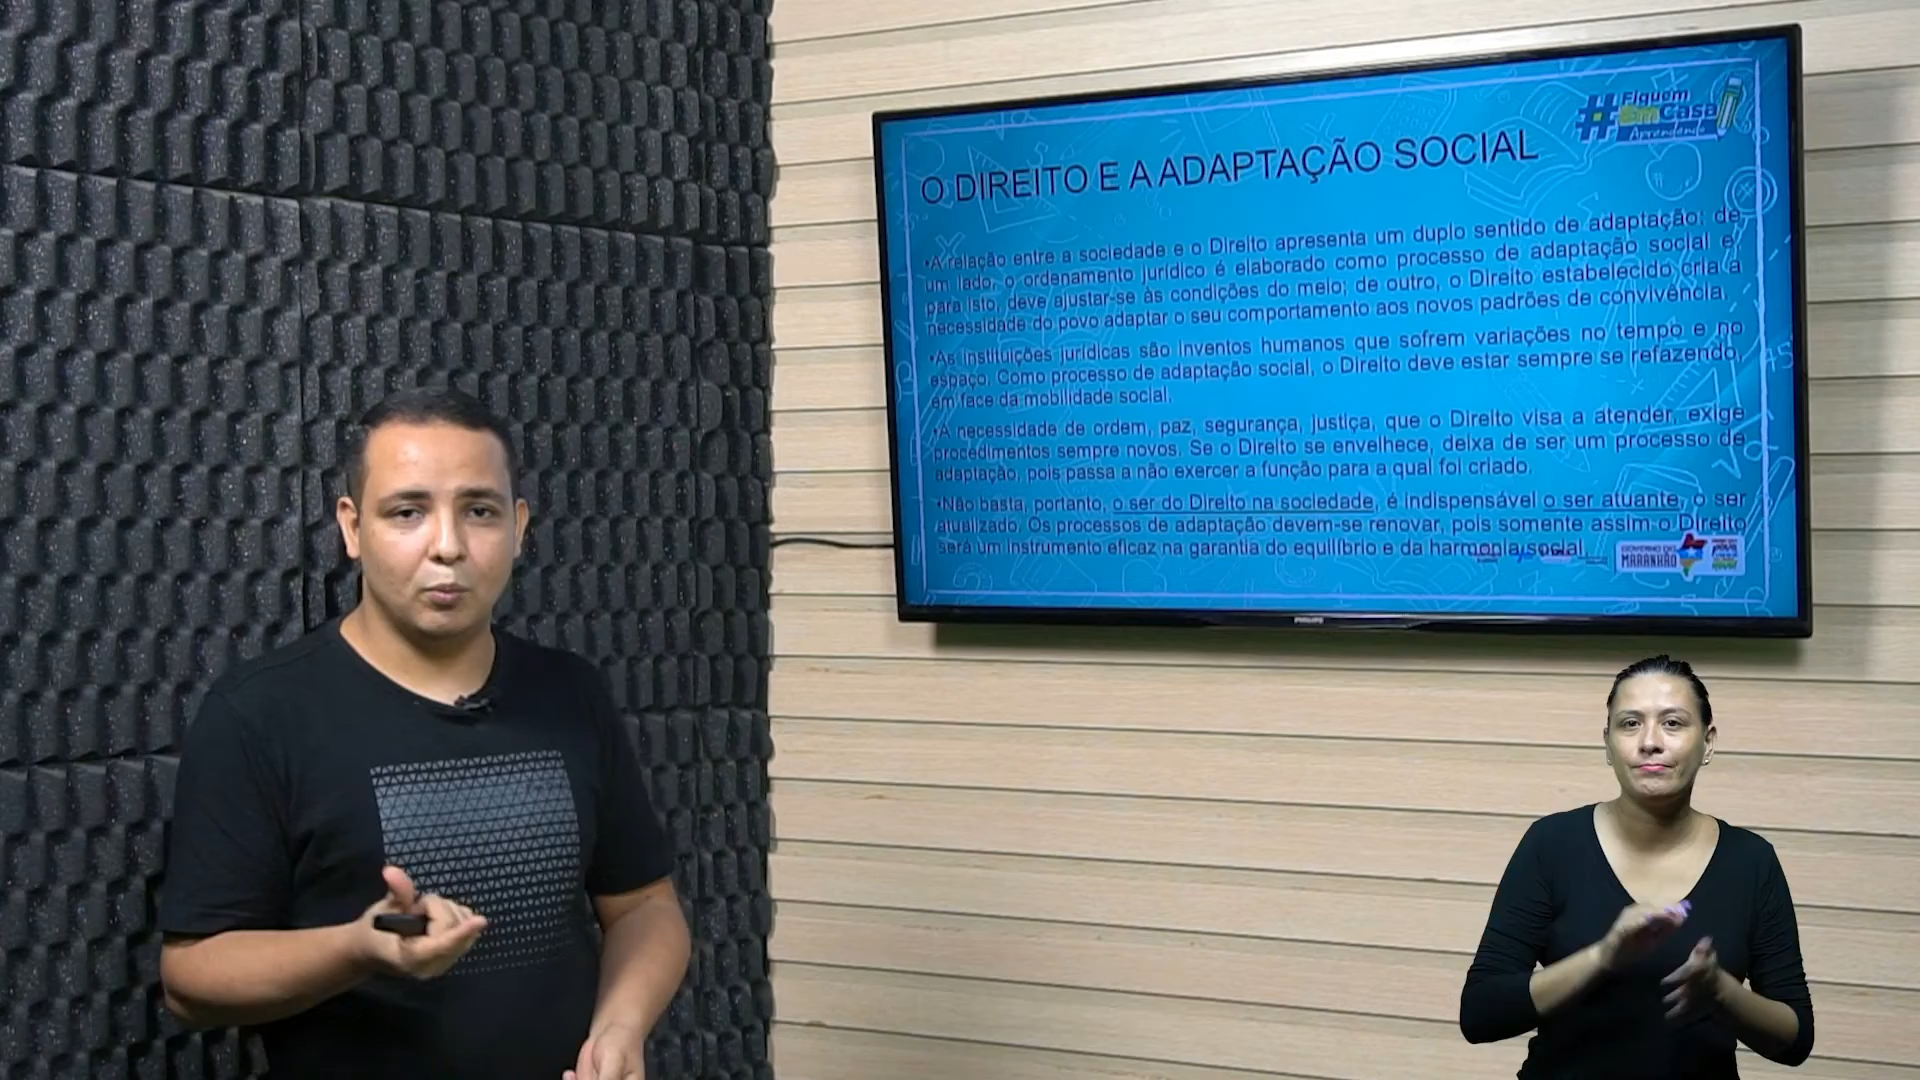 #Fiquem
Em Casa
Aprendendo
O DIREITO E A ADAPTAÇÃO SOCIAL
•A relação entre a sociedade e o Direito apresenta um duplo sentido de adaptação: de
um lado, o ordenamento jurídico é elaborado como processo de adaptação social e,
para isto, deve ajustar-se às condições do meio; de outro, o Direito estabelecido cria a
necessidade do povo adaptar o seu comportamento aos novos padrões de convivência.
•As instituições jurídicas são inventos humanos que sofrem variações no tempo e no
espaço. Como processo de adaptação social, o Direito deve estar sempre se refazendo,
em face da mobilidade social.
•A necessidade de ordem, paz, segurança, justiça, que o Direito visa a atender, exige
procedimentos sempre novos. Se o Direito se envelhece, deixa de ser um processo de
adaptação, pois passa a não exercer a função para a qual foi criado.
•Não basta, portanto, o ser do Direito na sociedade, é indispensável o ser atuante, o ser
atualizado. Os processos de adaptação devem-se renovar, pois somente assim o Direito
será um instrumento eficaz na garantia do equilíbrio e da harmonia social
GOVERNO DO
MARANHÃO
PHILIPS